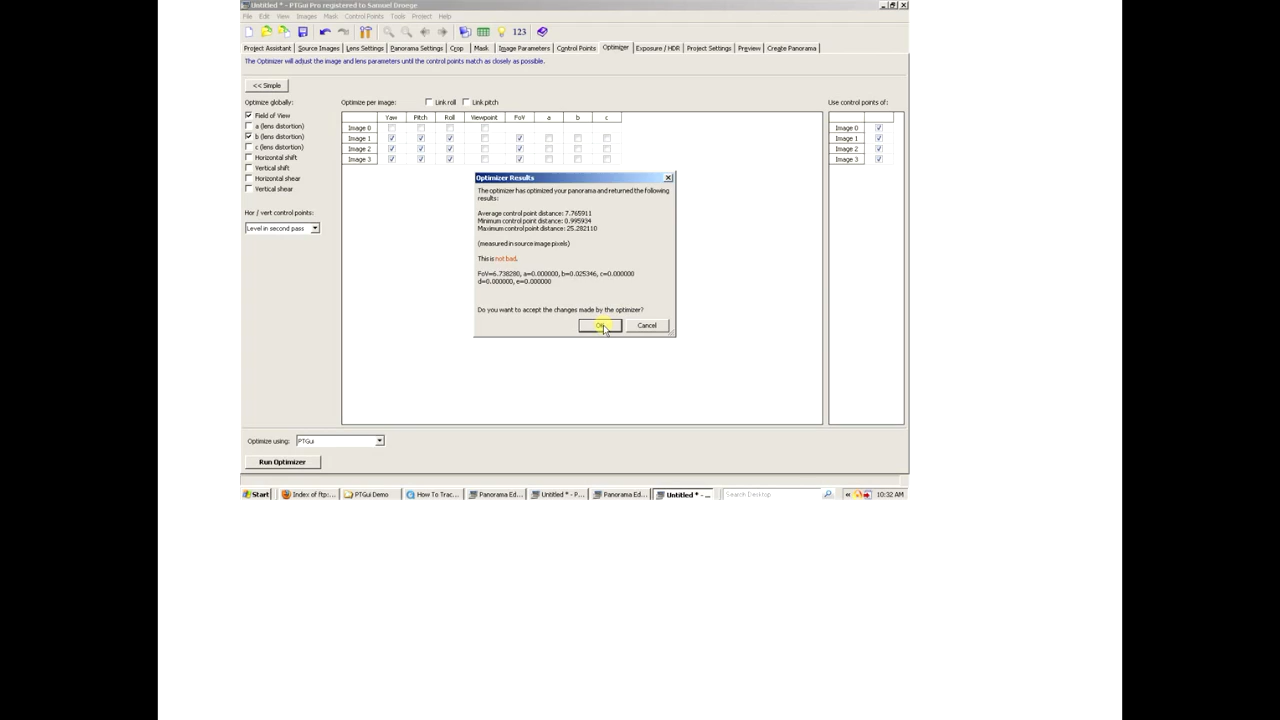 Untitled * - PTGui Pro registered to Samuel Droege
File Edit View Images Mask Control Points Tools Project Help
123
Project Assistant Source Images Lens Settings Panorama Settings Crop Mask Image Parameters Control Points Optimizer Exposure / HDR Project Settings Preview Create Panorama
The Optimizer will adjust the image and lens parameters until the control points match as closely as possible.
<< Simple
Optimize globally:
Field of View
a (lens distortion)
b (lens distortion)
c (lens distortion)
Horizontal shift
Vertical shift
Horizontal shear
Vertical shear
Hor / vert control points:
Level in second pass
Optimize per image: Link roll Link pitch
Yaw Pitch Roll Viewpoint FoV a b c
Image 0
Image 1
Image 2
Image 3
Use control points of:
Image 0
Image 1
Image 2
Image 3
Optimizer Results
The optimizer has optimized your panorama and returned the following
results:
Average control point distance: 7.765911
Minimum control point distance: 0.995934
Maximum control point distance: 25.282110
(measured in source image pixels)
This is not bad.
FoV=6.738280, a=0.000000, b=0.025346, c=0.000000
d=0.000000, e=0.000000
Do you want to accept the changes made by the optimizer?
OK Cancel
Optimize using: PTGui
Run Optimizer
Start Index of ftp:... PTGui Demo How To Trac... Panorama Ed... Untitled * - P... Panorama Ed... Untitled * - ... Search Desktop 10:32 AM